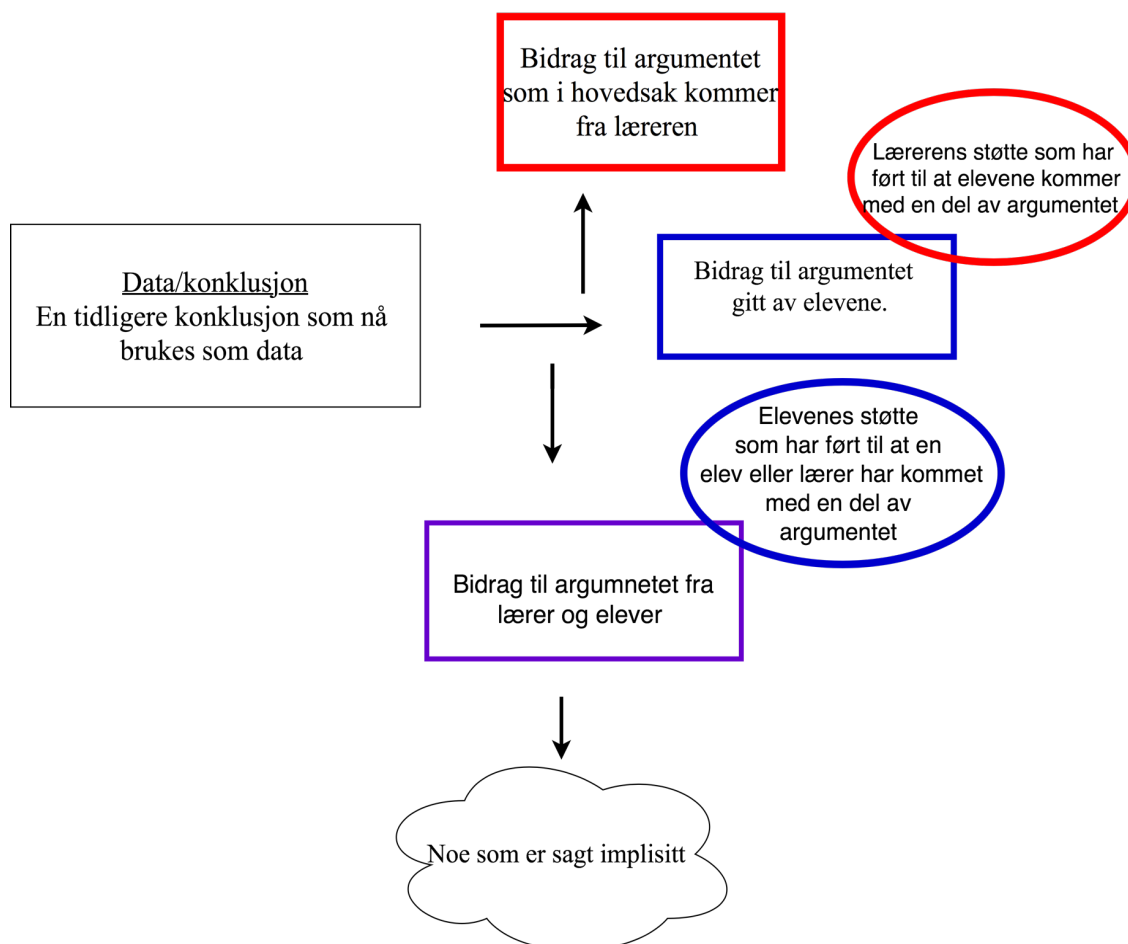 Bidrag til argumentet
som i hovedsak kommer
fra læreren
Lærerens støtte som har
ført til at elevene kommer
med en del av argumentet
Data/konklusjon
En tidligere konklusjon som nå
brukes som data
Bidrag til argumentet
gitt av elevene.
Elevenes støtte
som har ført til at en
elev eller lærer har kommet
med en del av
argumentet
Bidrag til argumnetet fra
lærer og elever
Noe som er sagt implisitt